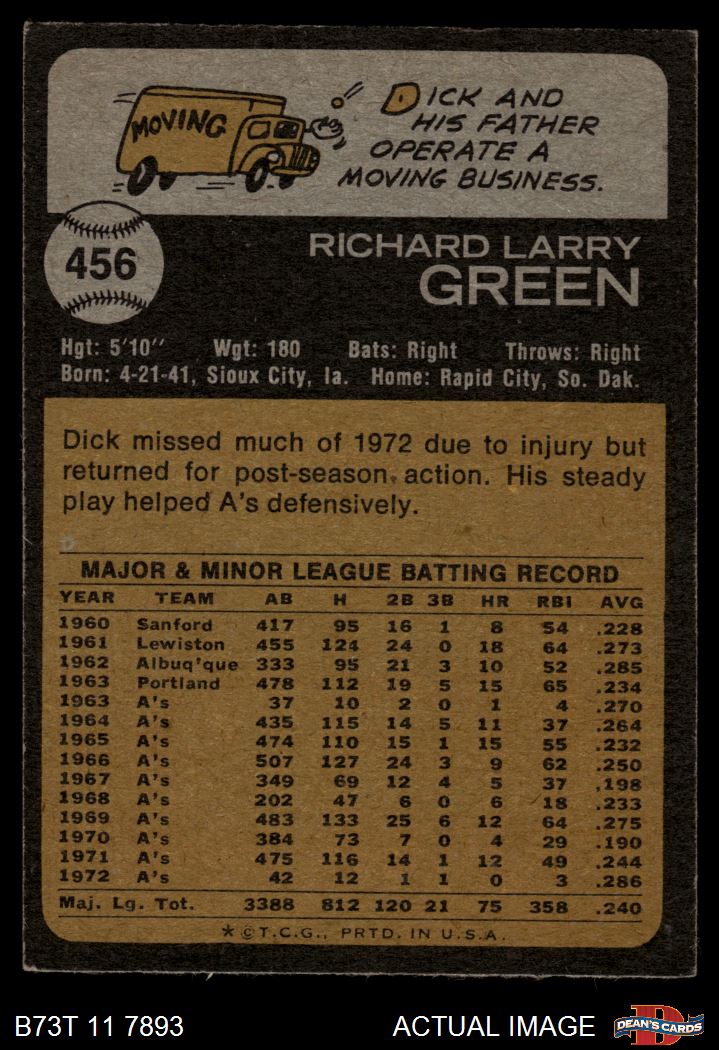 MOVING
DICK AND
HIS FATHER
OPERATE A
MOVING BUSINESS.
456
RICHARD LARRY
GREEN
Hgt: 5'10" Wgt: 180 Bats: Right Throws: Right
Born: 4-21-41, Sioux City, Ia. Home: Rapid City, So. Dak.
Dick missed much of 1972 due to injury but
returned for post-season action. His steady
play helped A's defensively.
MAJOR & MINOR LEAGUE BATTING RECORD
YEAR TEAM AB H 2B 3B HR RBI AVG
1960 Sanford 417 95 16 1 8 54 .228
1961 Lewiston 455 124 24 0 18 64 .273
1962 Albuq'que 333 95 21 3 10 52 .285
1963 Portland 478 112 19 5 15 65 .234
1963 A's 37 10 2 0 1 4 .270
1964 A's 435 115 14 5 11 37 .264
1965 A's 474 110 15 1 15 55 .232
1966 A's 507 127 24 3 9 62 .250
1967 A's 349 69 12 4 5 37 .198
1968 A's 202 47 6 0 6 18 .233
1969 A's 483 133 25 6 12 64 .275
1970 A's 384 73 7 0 4 29 .190
1971 A's 475 116 14 1 12 49 .244
1972 A's 42 12 1 1 0 3 .286
Maj. Lg. Tot. 3388 812 120 21 75 358 .240
*©T.C.G., PRTD. IN U.S.A.
B73T 11 7893 ACTUAL IMAGE D DEAN'S CARDS